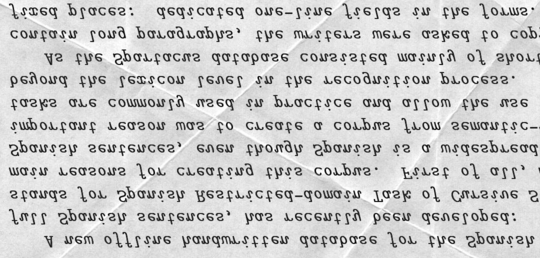 A new offline handwritten database for the Spanish
full Spanish sentences, has recently been developed:
stands for Spanish Restricted-domain Task of Cursive S
main reasons for creating this corpus. First of all,
Spanish sentences, even though Spanish is a widespread
important reason was to create a corpus from semantic-
tasks are commonly used in practice and allow the use
beyond the lexicon level in the recognition process.
As the Spartacus database consisted mainly of short
contain long paragraphs, the writers were asked to copy
fixed places: dedicated one-line fields in the forms.